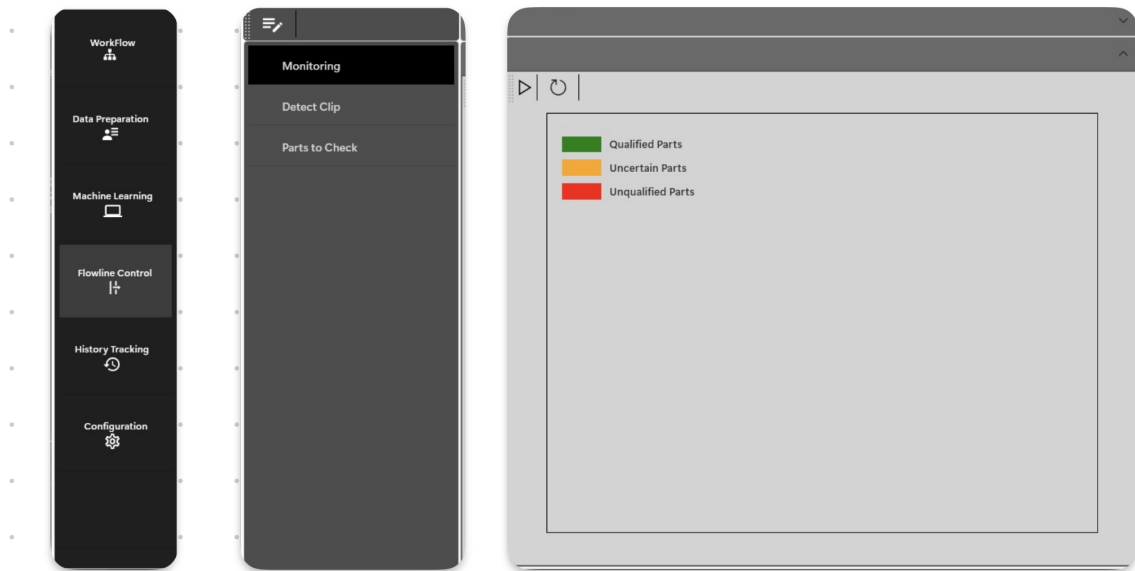 WorkFlow
Data Preparation
Machine Learning
Flowline Control
History Tracking
Configuration
Monitoring
Detect Clip
Parts to Check
Qualified Parts
Uncertain Parts
Unqualified Parts